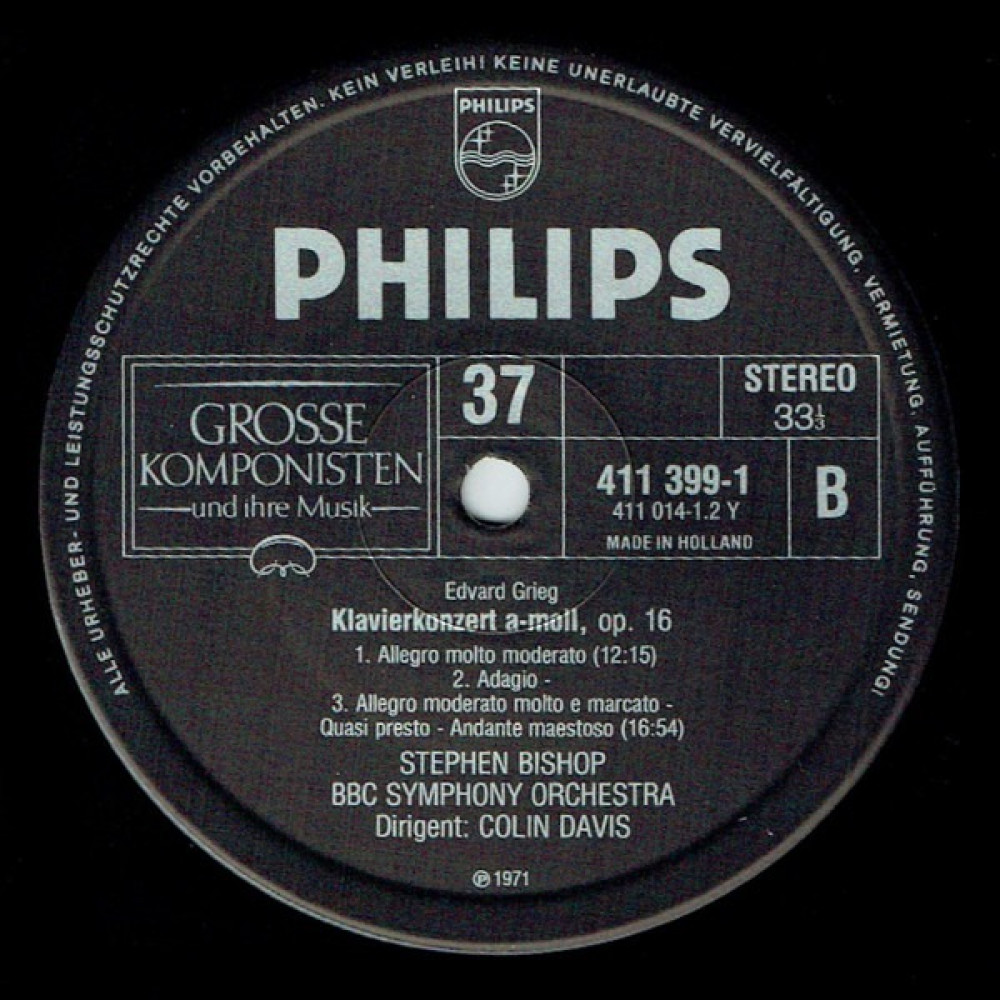 ALLE URHEBER- UND LEISTUNGSSCHUTZRECHTE VORBEHALTEN. KEIN VERLEIH! KEINE UNERLAUBTE VERVIELFÄLTIGUNG, VERMIETUNG, AUFFÜHRUNG, SENDUNG!
PHILIPS
PHILIPS
GROSSE
KOMPONISTEN
und ihre Musik
37
STEREO
33⅓
411 399-1
411 014-1.2 Y
MADE IN HOLLAND
B
Edvard Grieg
Klavierkonzert a-moll, op. 16
1. Allegro molto moderato (12:15)
2. Adagio -
3. Allegro moderato molto e marcato -
Quasi presto - Andante maestoso (16:54)
STEPHEN BISHOP
BBC SYMPHONY ORCHESTRA
Dirigent: COLIN DAVIS
℗ 1971